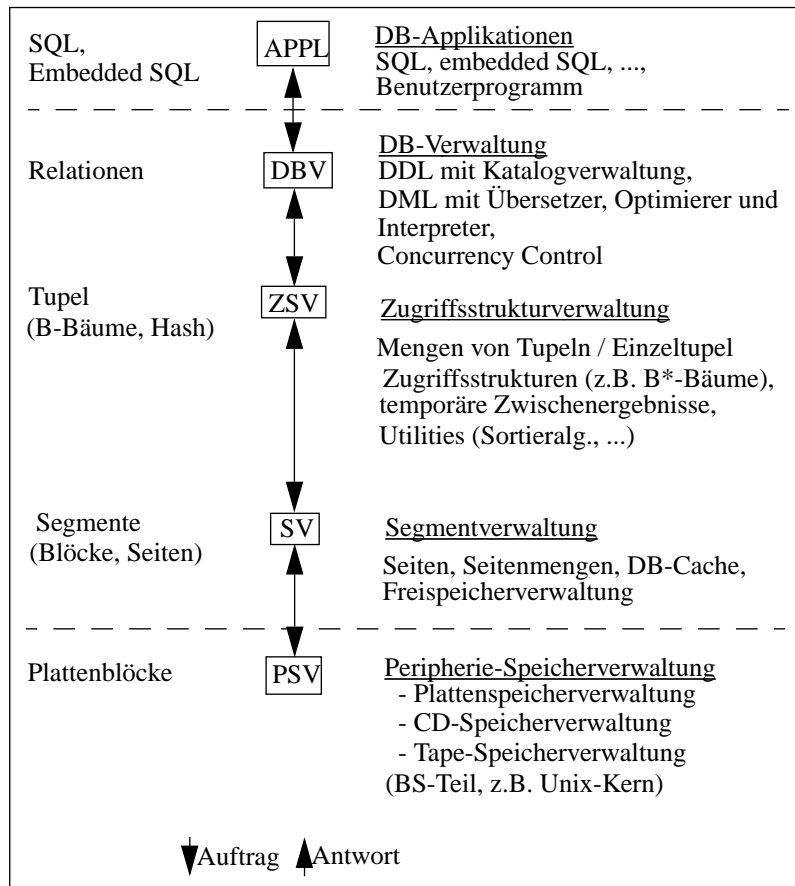 SQL,
Embedded SQL
APPL
DB-Applikationen
SQL, embedded SQL, ...,
Benutzerprogramm
Relationen
DBV
DB-Verwaltung
DDL mit Katalogverwaltung,
DML mit Übersetzer, Optimierer und
Interpreter,
Concurrency Control
Tupel
(B-Bäume, Hash)
ZSV
Zugriffsstrukturverwaltung
Mengen von Tupeln / Einzeltupel
Zugriffsstrukturen (z.B. B*-Bäume),
temporäre Zwischenergebnisse,
Utilities (Sortieralg., ...)
Segmente
(Blöcke, Seiten)
SV
Segmentverwaltung
Seiten, Seitenmengen, DB-Cache,
Freispeicherverwaltung
Plattenblöcke
PSV
Peripherie-Speicherverwaltung
- Plattenspeicherverwaltung
- CD-Speicherverwaltung
- Tape-Speicherverwaltung
(BS-Teil, z.B. Unix-Kern)
Auftrag
Antwort